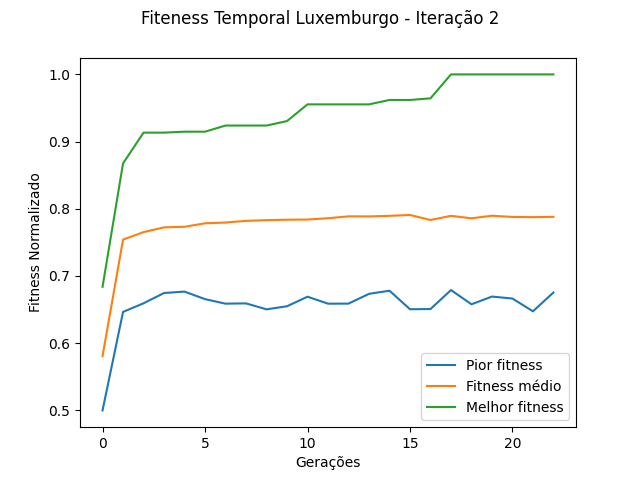 Fiteness Temporal Luxemburgo - Iteração 2
1.0
0.9
0.8
0.7
0.6
0.5
Fitness Normalizado
Pior fitness
Fitness médio
Melhor fitness
0 5 10 15 20
Gerações